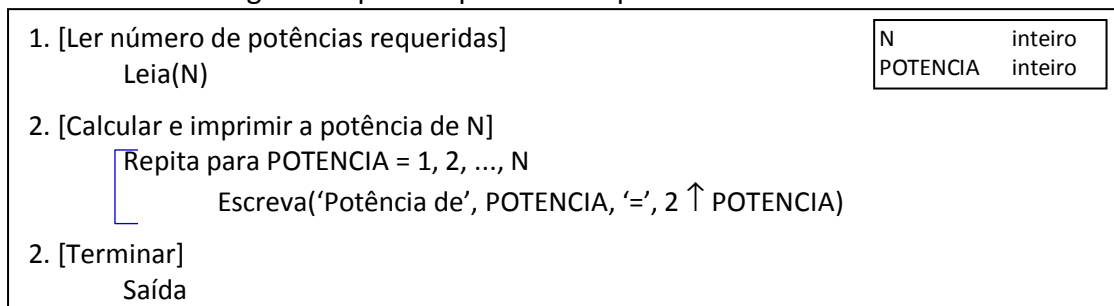 1. [Ler número de potências requeridas]
Leia(N)
N inteiro
POTENCIA inteiro
2. [Calcular e imprimir a potência de N]
Repita para POTENCIA = 1, 2, ..., N
Escreva(‘Potência de’, POTENCIA, ‘=’, 2 ↑ POTENCIA)
2. [Terminar]
Saída